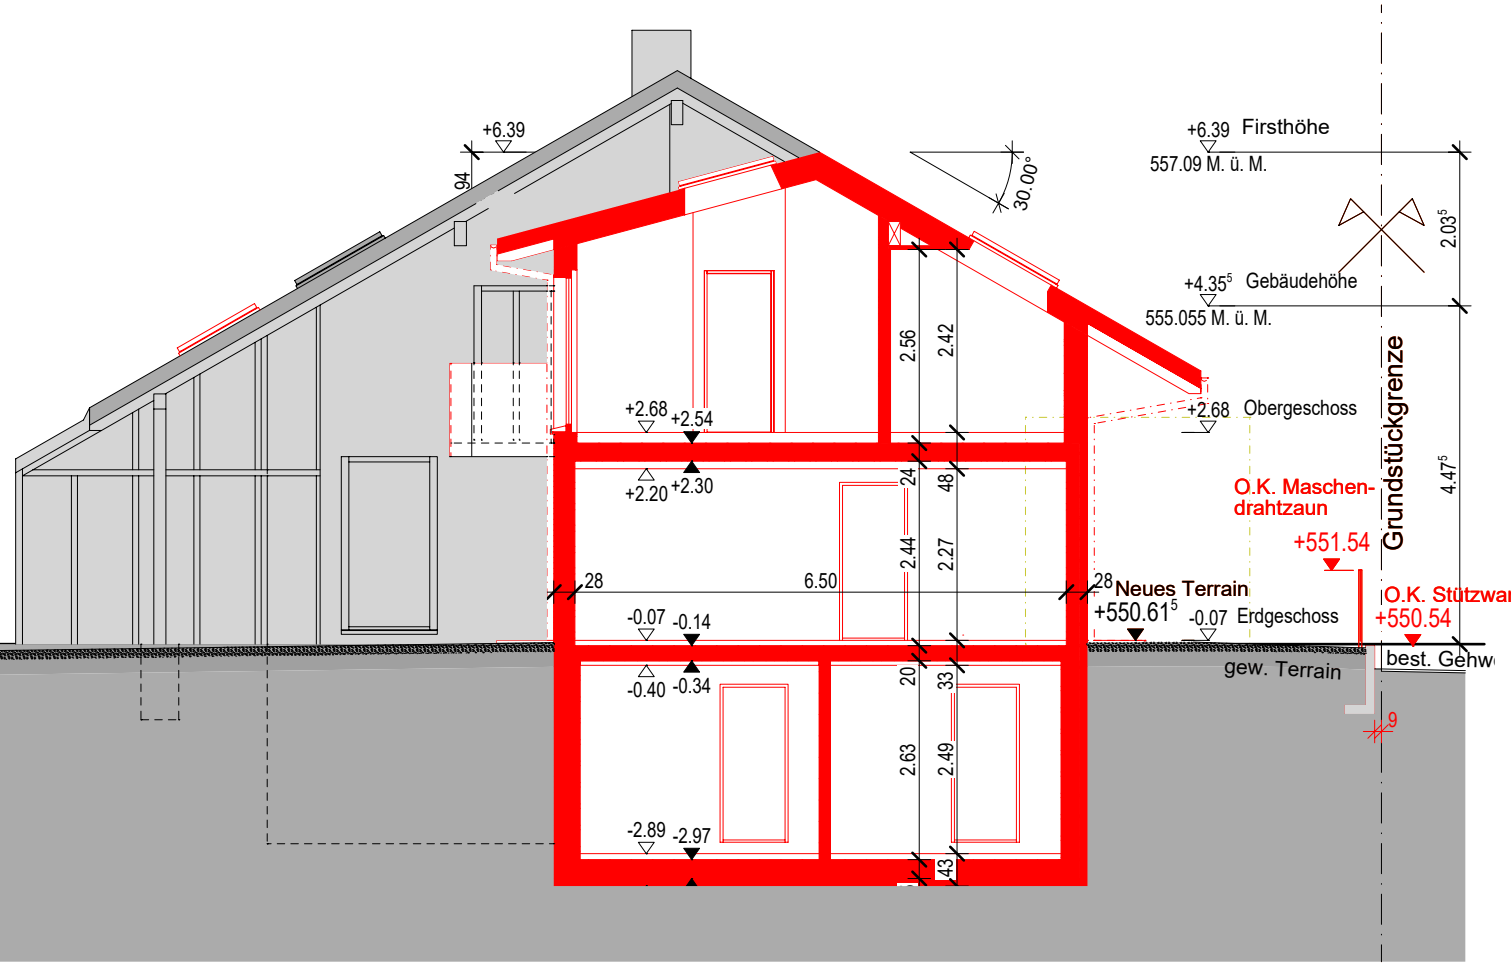 +6.39
94
30.00°
+6.39 Firsthöhe
557.09 M. ü. M.
2.03⁵
+4.35⁵ Gebäudehöhe
555.055 M. ü. M.
2.56
2.42
+2.68
+2.54
+2.68 Obergeschoss
Grundstückgrenze
4.47⁵
+2.20
+2.30
24
48
O.K. Maschen-
drahtzaun
+551.54
2.44
2.27
28
6.50
28
Neues Terrain
+550.61⁵
O.K. Stützwar
+550.54
-0.07
-0.14
-0.07 Erdgeschoss
best. Gehw
gew. Terrain
-0.40
-0.34
20
33
9
2.63
2.49
-2.89
-2.97
43